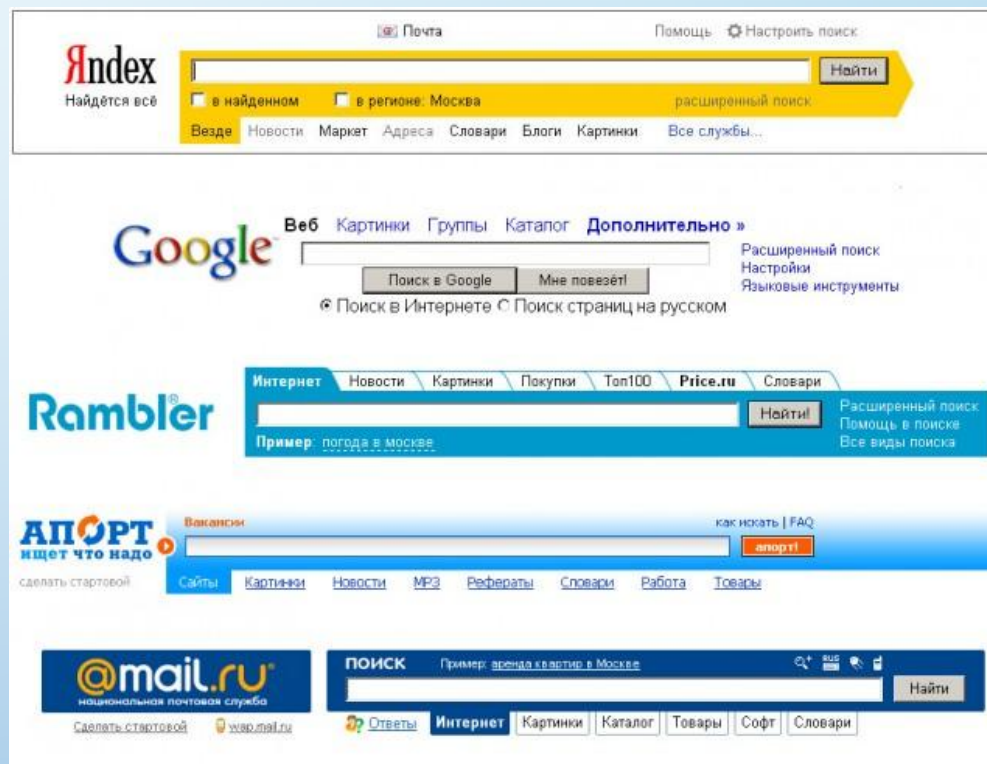 Почта Помощь Настроить поиск
Яndex
Найти
Найдётся всё в найденном в регионе: Москва расширенный поиск
Везде Новости Маркет Адреса Словари Блоги Картинки Все службы...
Веб Картинки Группы Каталог Дополнительно »
Google
Расширенный поиск
Поиск в Google Мне повезёт! Настройки
Языковые инструменты
Поиск в Интернете Поиск страниц на русском
Интернет Новости Картинки Покупки Топ100 Price.ru Словари
Rambler® Найти! Расширенный поиск
Помощь в поиске
Пример: погода в москве Все виды поиска
Вакансии как искать | FAQ
АПОРТ
ищет что надо апорт!
сделать стартовой Сайты Картинки Новости MP3 Рефераты Словари Работа Товары
@mail.ru® ПОИСК Пример: аренда квартир в Москве RUS
национальная почтовая служба Найти
Сделать стартовой wap.mail.ru Ответы Интернет Картинки Каталог Товары Софт Словари